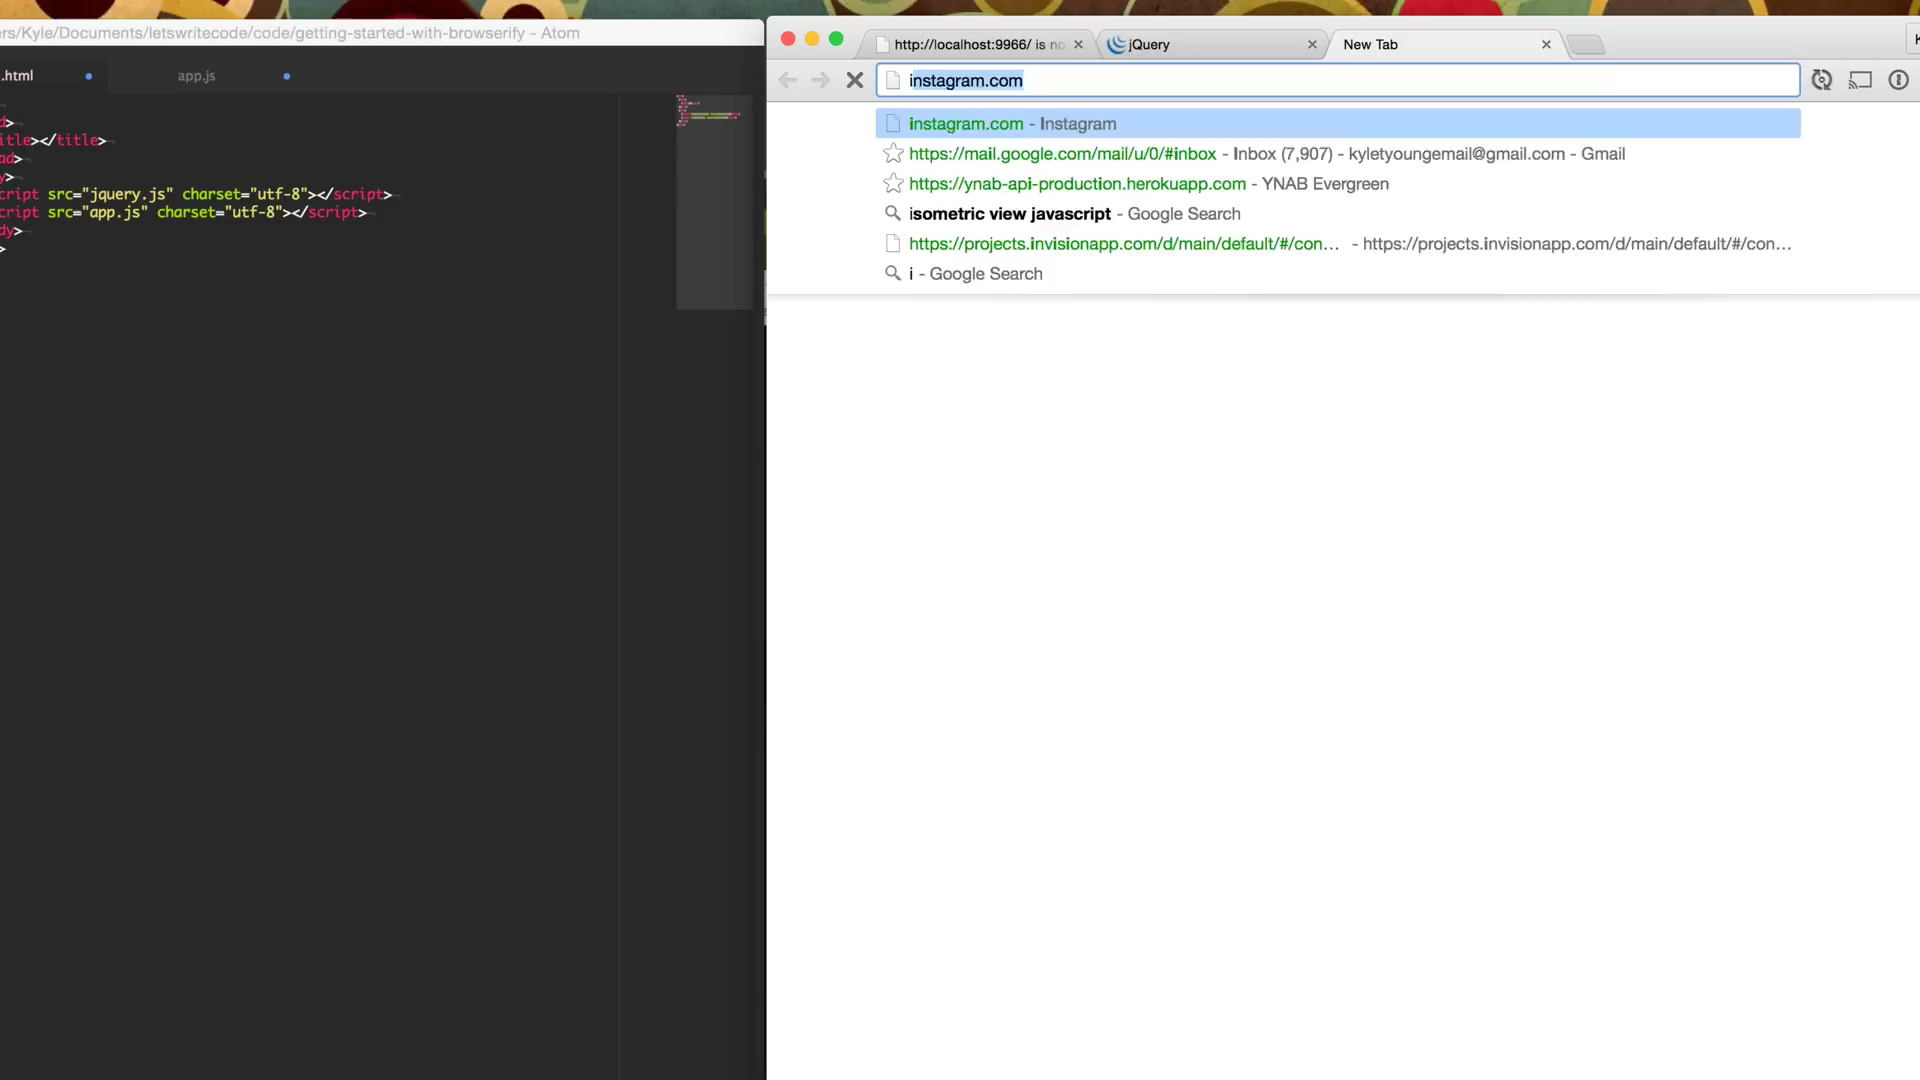 ers/Kyle/Documents/letswritecode/code/getting-started-with-browserify - Atom
.html
app.js
d>
itle></title>
ad>
y>
cript src="jquery.js" charset="utf-8"></script>
cript src="app.js" charset="utf-8"></script>
dy>
>
http://localhost:9966/ is no
jQuery
New Tab
K
instagram.com
instagram.com - Instagram
https://mail.google.com/mail/u/0/#inbox - Inbox (7,907) - kyletyoungemail@gmail.com - Gmail
https://ynab-api-production.herokuapp.com - YNAB Evergreen
isometric view javascript - Google Search
https://projects.invisionapp.com/d/main/default/#/con... - https://projects.invisionapp.com/d/main/default/#/con...
i - Google Search